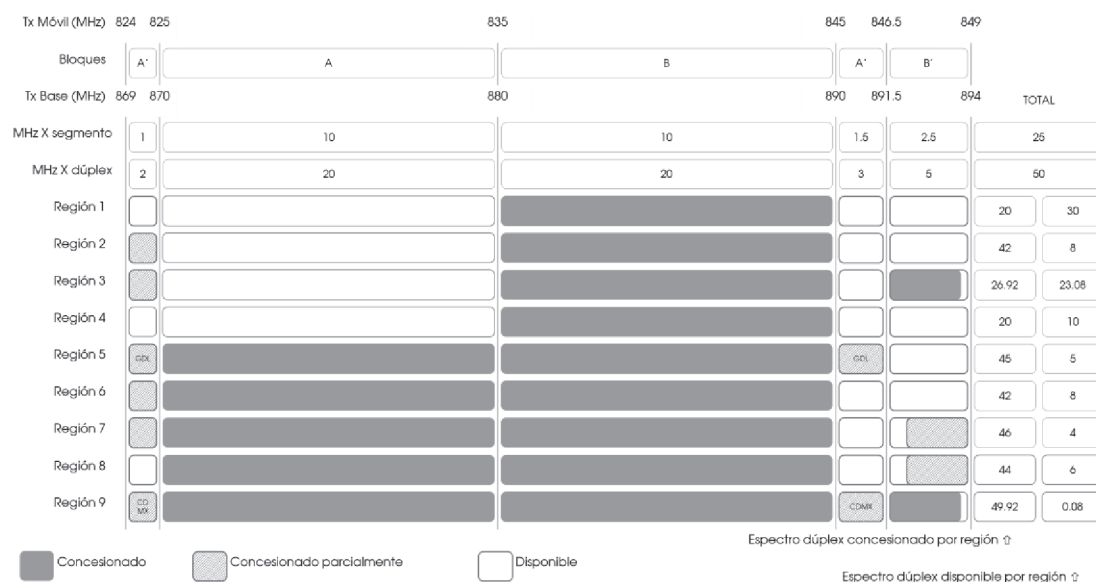 Tx Móvil (MHz) 824 825 835 845 846.5 849
Bloques A' A B A' B'
Tx Base (MHz) 869 870 880 890 891.5 894 TOTAL
MHz X segmento 1 10 10 1.5 2.5 25
MHz X dúplex 2 20 20 3 5 50
Región 1 20 30
Región 2 42 8
Región 3 26.92 23.08
Región 4 20 10
Región 5 GDL GDL 45 5
Región 6 42 8
Región 7 46 4
Región 8 44 6
Región 9 CD MX CDMX 49.92 0.08
Espectro dúplex concesionado por región ⇧
Concesionado Concesionado parcialmente Disponible
Espectro dúplex disponible por región ⇧